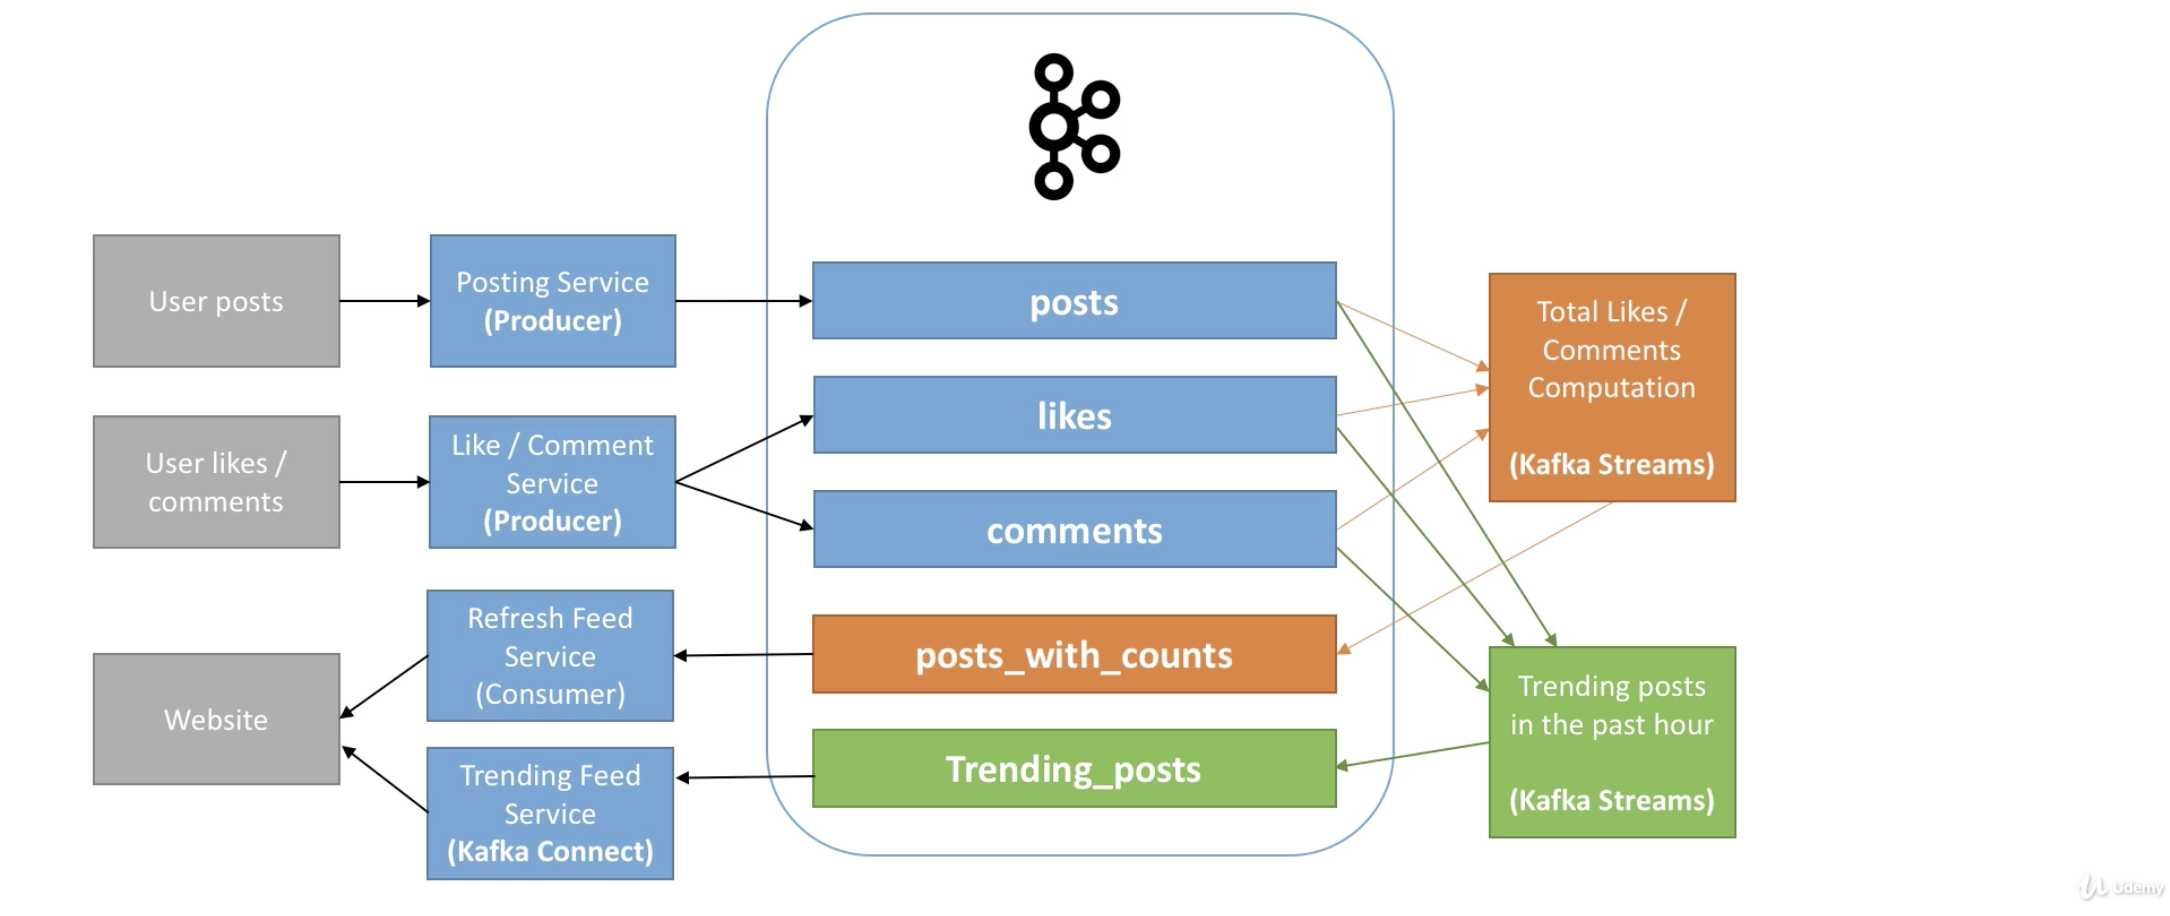 User posts
Posting Service
(Producer)
posts
Total Likes /
Comments
Computation
(Kafka Streams)
User likes /
comments
Like / Comment
Service
(Producer)
likes
comments
Refresh Feed
Service
(Consumer)
posts_with_counts
Website
Trending Feed
Service
(Kafka Connect)
Trending_posts
Trending posts
in the past hour
(Kafka Streams)
Udemy